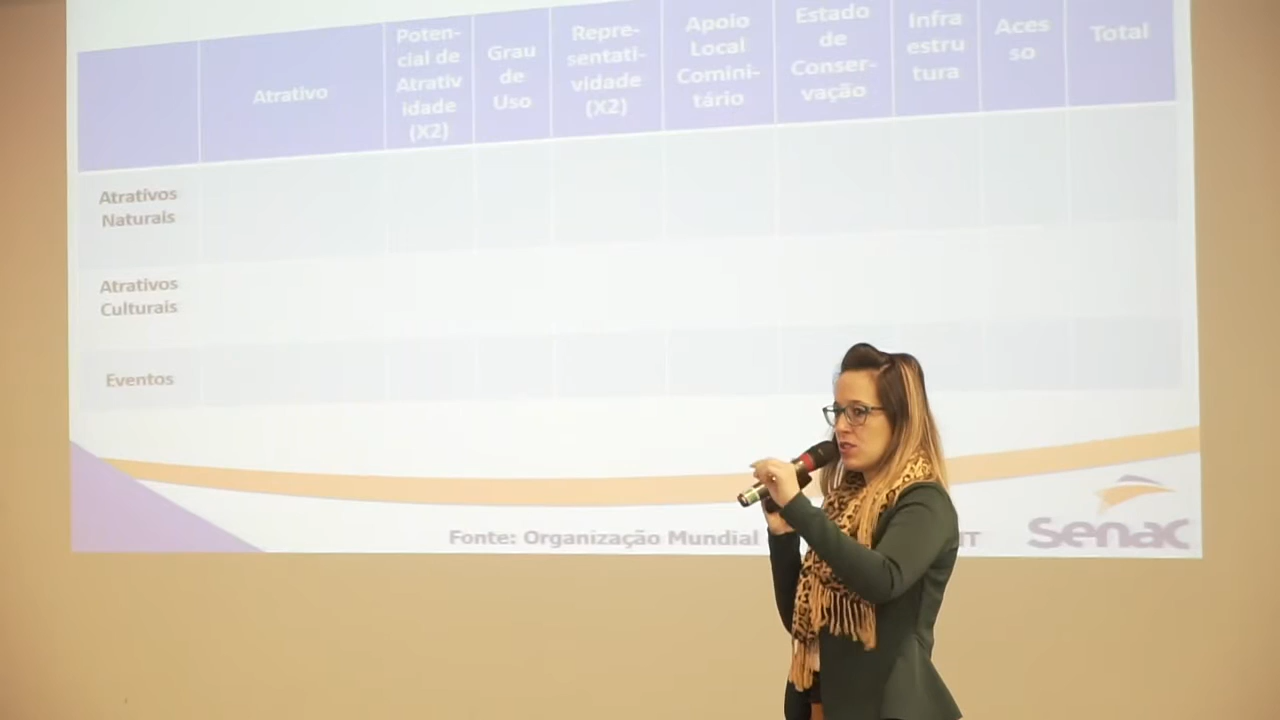 Atrativo
Poten-
cial de
Atrativ
idade
(X2)
Grau
de
Uso
Repre-
sentati-
vidade
(X2)
Apoio
Local
Comini-
tário
Estado
de
Conser-
vação
Infra
estru
tura
Aces
so
Total
Atrativos
Naturais
Atrativos
Culturais
Eventos
Fonte: Organização Mundial
Senac